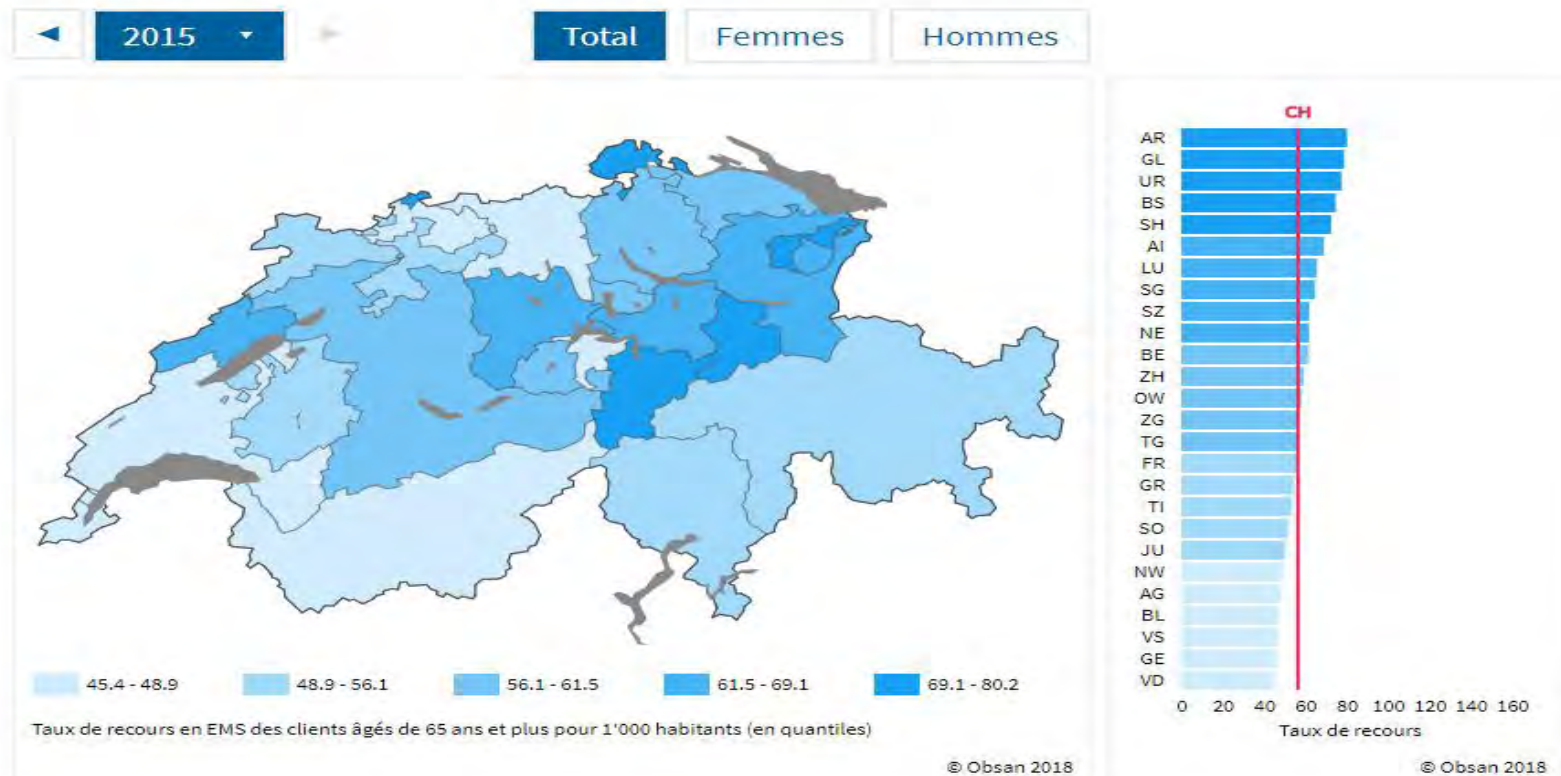 2015
Total
Femmes
Hommes
45.4 - 48.9
48.9 - 56.1
56.1 - 61.5
61.5 - 69.1
69.1 - 80.2
Taux de recours en EMS des clients âgés de 65 ans et plus pour 1'000 habitants (en quantiles)
© Obsan 2018
CH
AR
GL
UR
BS
SH
AI
LU
SG
SZ
NE
BE
ZH
OW
ZG
TG
FR
GR
TI
SO
JU
NW
AG
BL
VS
GE
VD
0 20 40 60 80 100 120 140 160
Taux de recours
© Obsan 2018